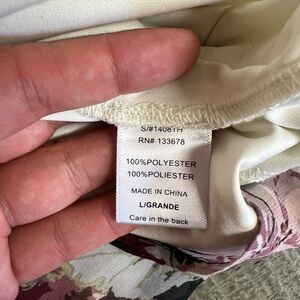 S/#1408TH
RN# 133678
100%POLYESTER
100%POLIESTER
MADE IN CHINA
L/GRANDE
Care in the back